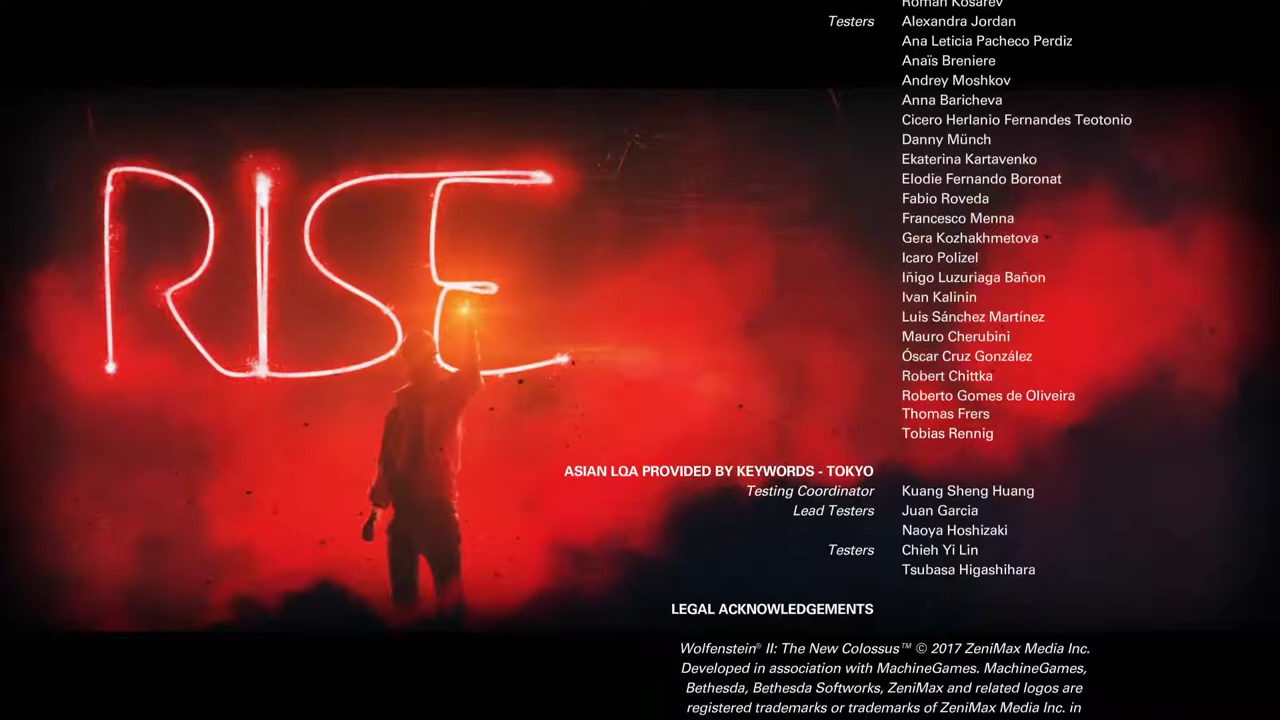 RISE
Roman Kosarev
Testers Alexandra Jordan
Ana Leticia Pacheco Perdiz
Anaïs Breniere
Andrey Moshkov
Anna Baricheva
Cicero Herlanio Fernandes Teotonio
Danny Münch
Ekaterina Kartavenko
Elodie Fernando Boronat
Fabio Roveda
Francesco Menna
Gera Kozhakhmetova
Icaro Polizel
Iñigo Luzuriaga Bañon
Ivan Kalinin
Luis Sánchez Martínez
Mauro Cherubini
Óscar Cruz González
Robert Chittka
Roberto Gomes de Oliveira
Thomas Frers
Tobias Rennig
ASIAN LQA PROVIDED BY KEYWORDS - TOKYO
Testing Coordinator Kuang Sheng Huang
Lead Testers Juan Garcia
Naoya Hoshizaki
Testers Chieh Yi Lin
Tsubasa Higashihara
LEGAL ACKNOWLEDGEMENTS
Wolfenstein® II: The New Colossus™ © 2017 ZeniMax Media Inc.
Developed in association with MachineGames. MachineGames,
Bethesda, Bethesda Softworks, ZeniMax and related logos are
registered trademarks or trademarks of ZeniMax Media Inc. in